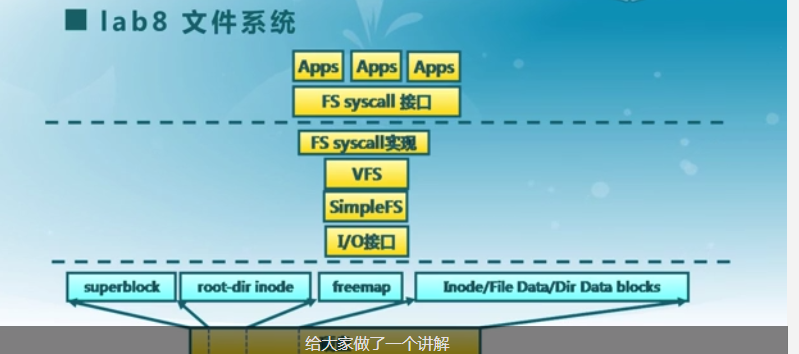 lab8 文件系统
Apps Apps Apps
FS syscall 接口
FS syscall实现
VFS
SimpleFS
I/O接口
superblock root-dir inode freemap Inode/File Data/Dir Data blocks
给大家做了一个讲解